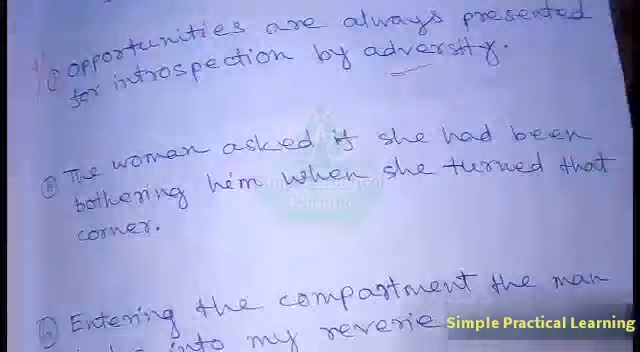 (i) opportunities are always presented
for introspection by adversity.
(ii) The woman asked if she had been
bothering him when she turned that
corner.
(iii) Entering the compartment the man
into my reverie
Simple Practical Learning